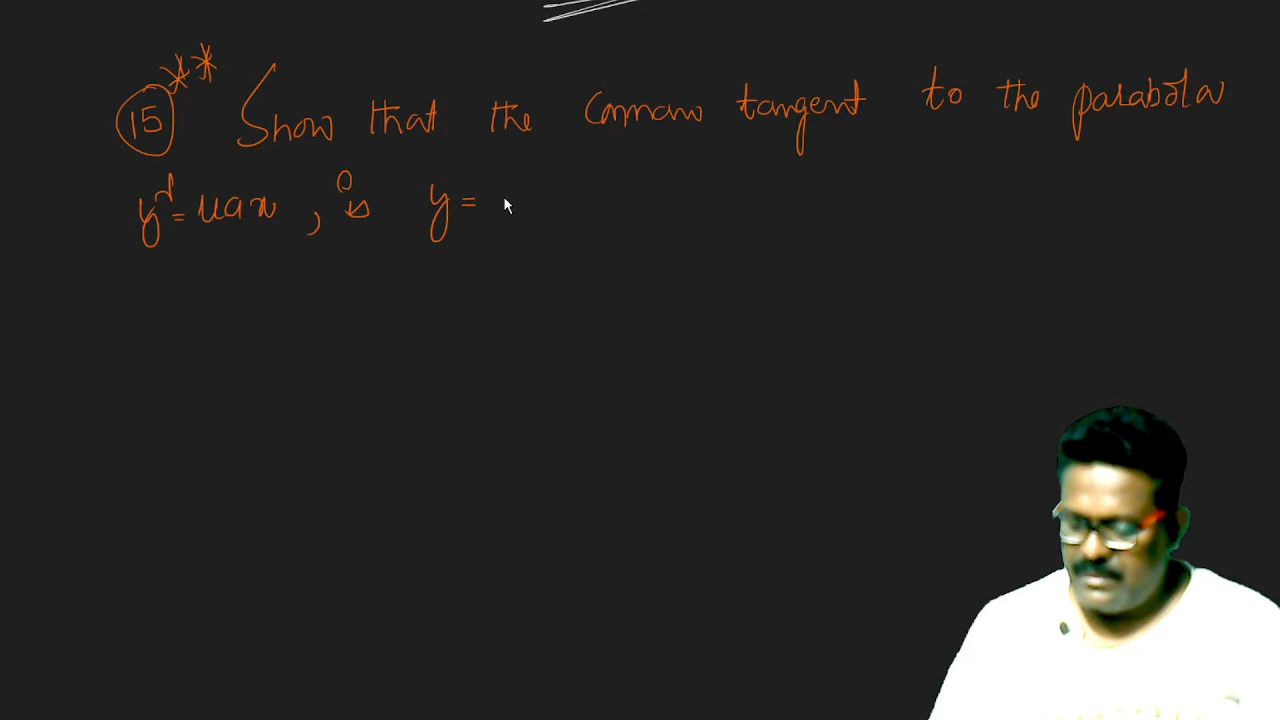 15 ** Show that the common tangent to the parabola
y² = 4ax, is y =